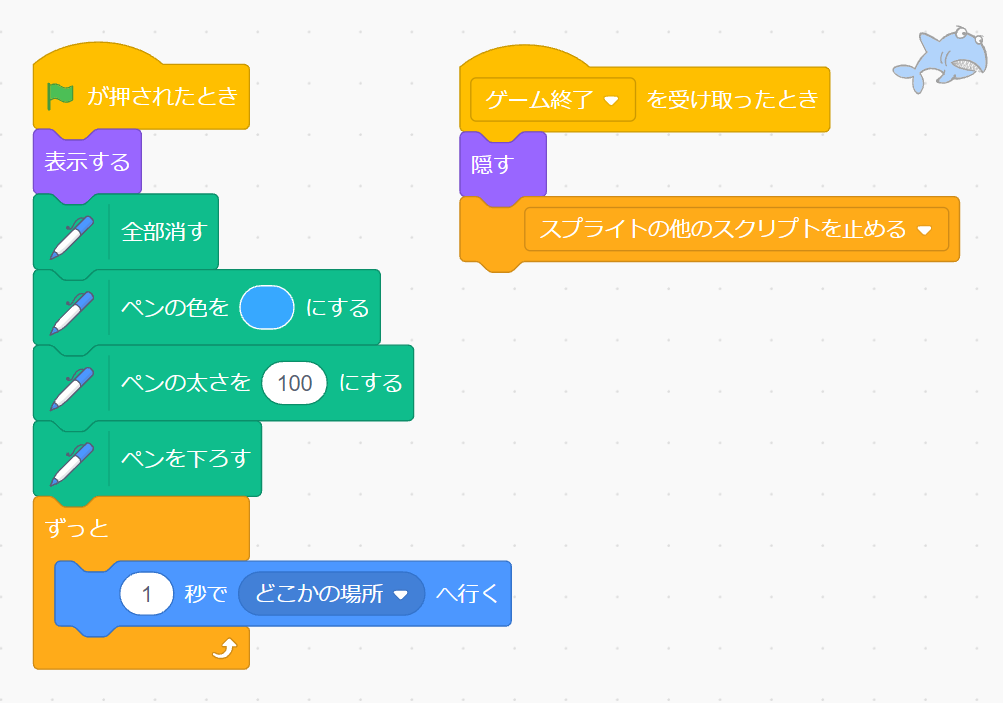 が押されたとき
表示する
全部消す
ペンの色を にする
ペンの太さを 100 にする
ペンを下ろす
ずっと
1 秒で どこかの場所 へ行く
ゲーム終了 を受け取ったとき
隠す
スプライトの他のスクリプトを止める